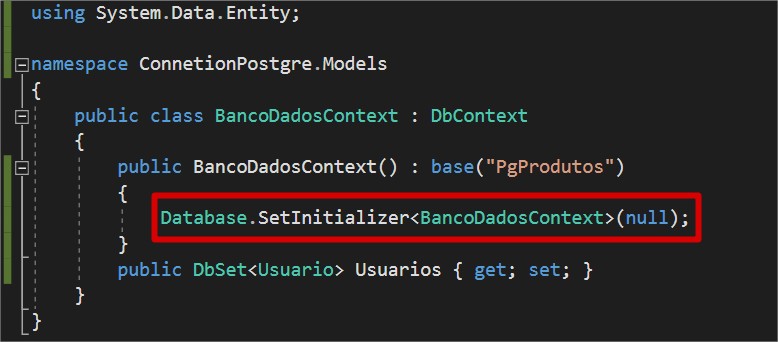 using System.Data.Entity;
namespace ConnetionPostgre.Models
{
public class BancoDadosContext : DbContext
{
public BancoDadosContext() : base("PgProdutos")
{
Database.SetInitializer<BancoDadosContext>(null);
}
public DbSet<Usuario> Usuarios { get; set; }
}
}